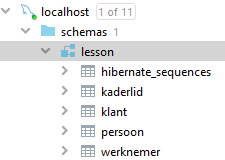 localhost 1 of 11
schemas 1
lesson
hibernate_sequences
kaderlid
klant
persoon
werknemer